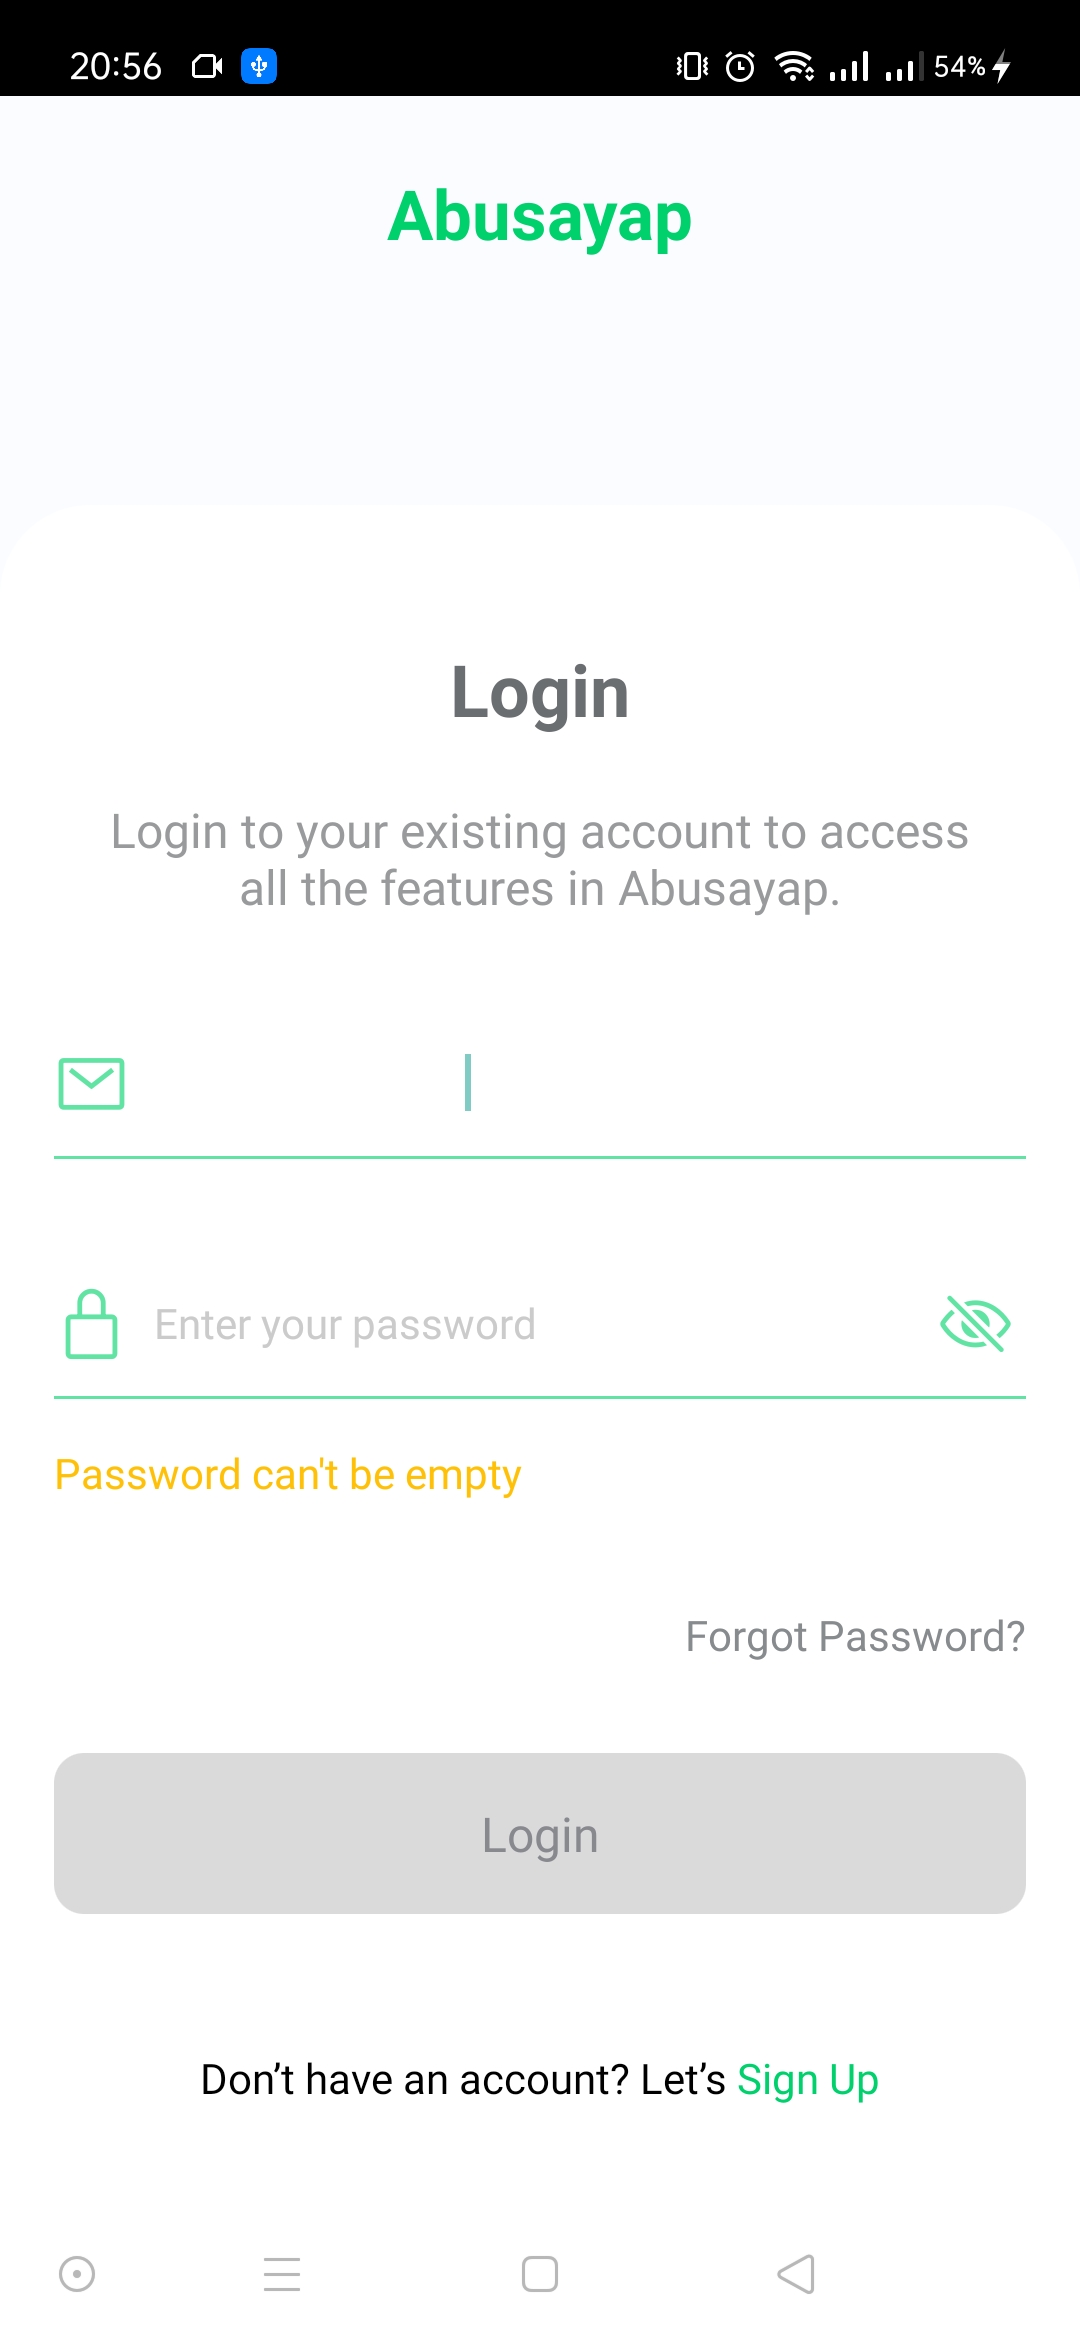 20:56
54%
Abusayap
Login
Login to your existing account to access
all the features in Abusayap.
Enter your password
Password can't be empty
Forgot Password?
Login
Don’t have an account? Let’s Sign Up